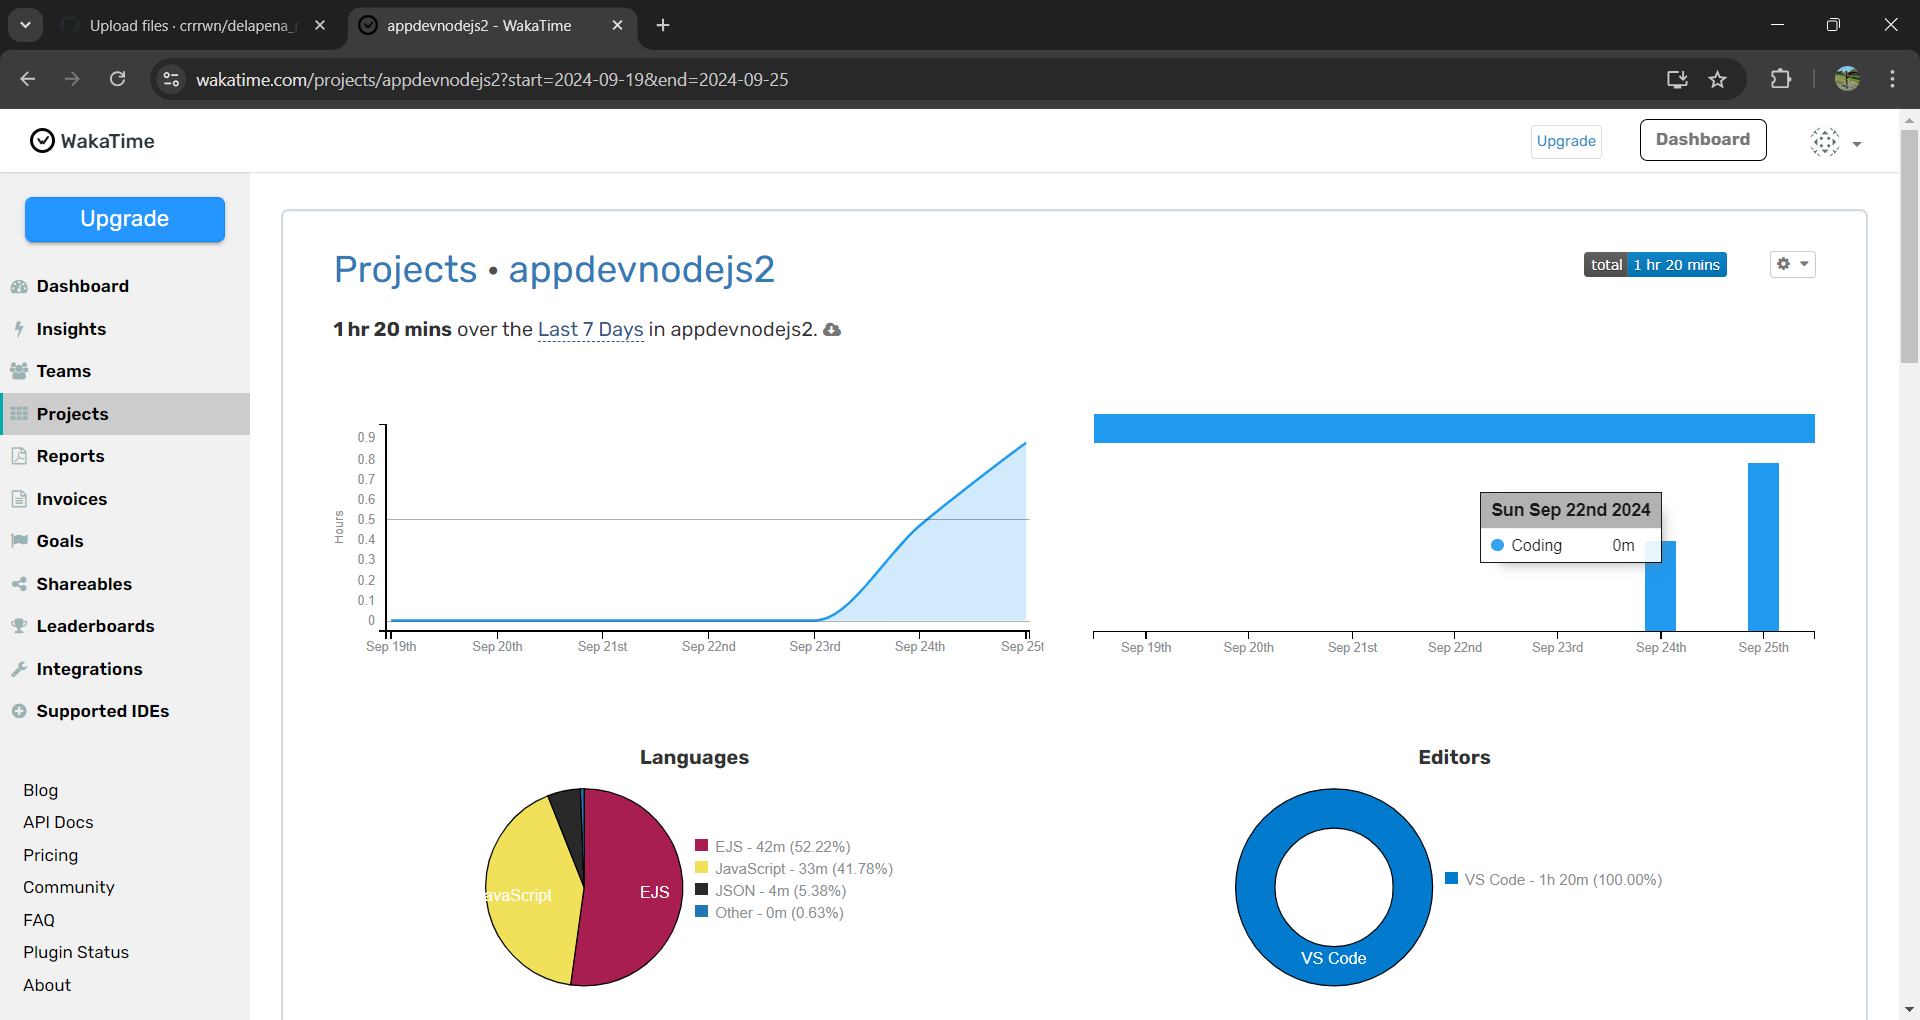 Upload files · crrrwn/delapena_r
appdevnodejs2 - WakaTime
wakatime.com/projects/appdevnodejs2?start=2024-09-19&end=2024-09-25
WakaTime
Upgrade
Dashboard
Upgrade
Dashboard
Insights
Teams
Projects
Reports
Invoices
Goals
Shareables
Leaderboards
Integrations
Supported IDEs
Blog
API Docs
Pricing
Community
FAQ
Plugin Status
About
Projects • appdevnodejs2
total 1 hr 20 mins
1 hr 20 mins over the Last 7 Days in appdevnodejs2.
Hours
0.9
0.8
0.7
0.6
0.5
0.4
0.3
0.2
0.1
0
Sep 19th Sep 20th Sep 21st Sep 22nd Sep 23rd Sep 24th Sep 25t
Sun Sep 22nd 2024
Coding 0m
Sep 19th Sep 20th Sep 21st Sep 22nd Sep 23rd Sep 24th Sep 25th
Languages
avaScript
EJS
EJS - 42m (52.22%)
JavaScript - 33m (41.78%)
JSON - 4m (5.38%)
Other - 0m (0.63%)
Editors
VS Code
VS Code - 1h 20m (100.00%)